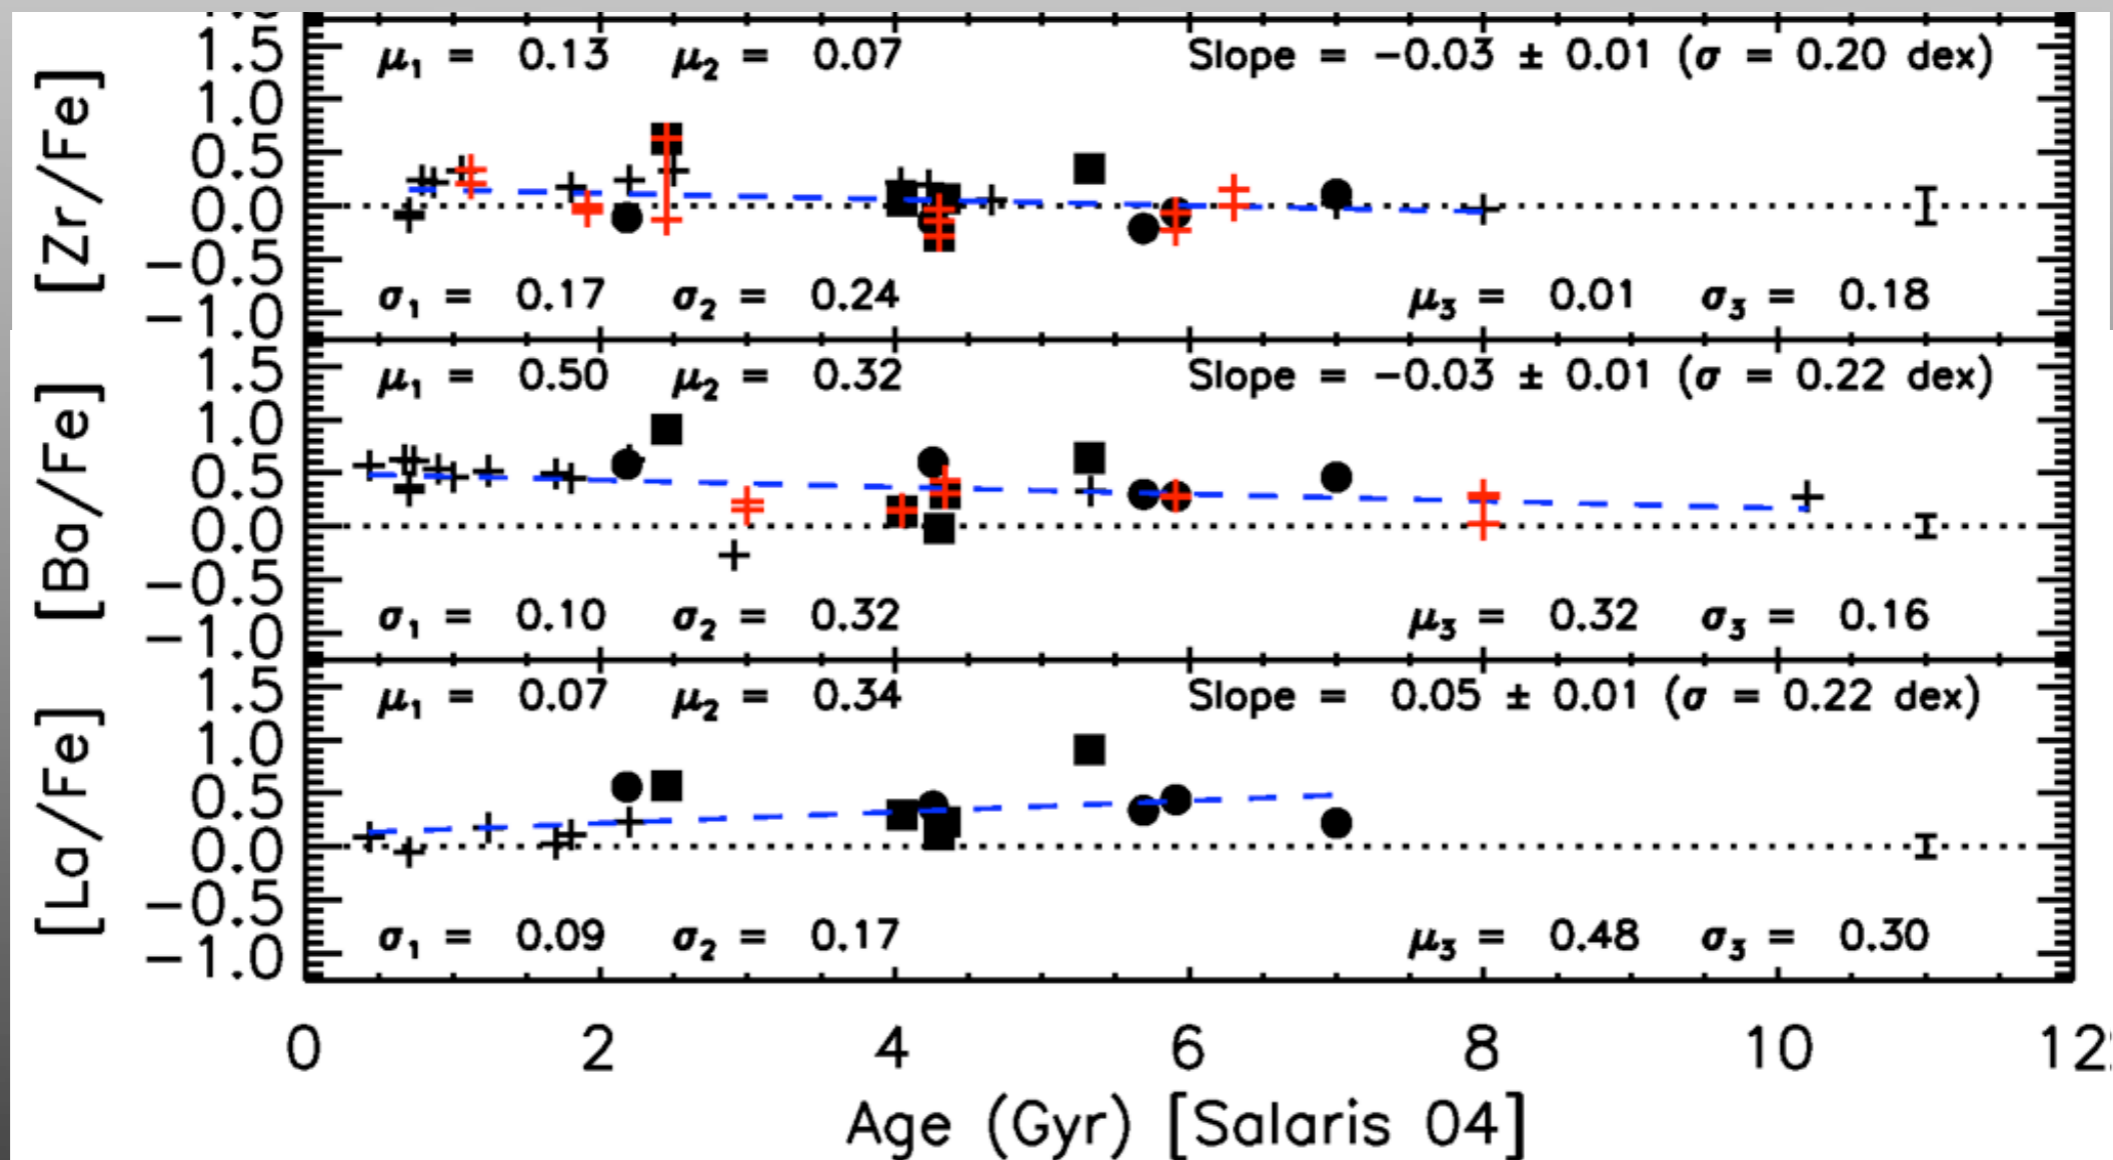 [Zr/Fe]
1.5
1.0
0.5
0.0
−0.5
−1.0
μ1 = 0.13 μ2 = 0.07 Slope = −0.03 ± 0.01 (σ = 0.20 dex)
σ1 = 0.17 σ2 = 0.24 μ3 = 0.01 σ3 = 0.18
[Ba/Fe]
1.5
1.0
0.5
0.0
−0.5
−1.0
μ1 = 0.50 μ2 = 0.32 Slope = −0.03 ± 0.01 (σ = 0.22 dex)
σ1 = 0.10 σ2 = 0.32 μ3 = 0.32 σ3 = 0.16
[La/Fe]
1.5
1.0
0.5
0.0
−0.5
−1.0
μ1 = 0.07 μ2 = 0.34 Slope = 0.05 ± 0.01 (σ = 0.22 dex)
σ1 = 0.09 σ2 = 0.17 μ3 = 0.48 σ3 = 0.30
0 2 4 6 8 10 12
Age (Gyr) [Salaris 04]